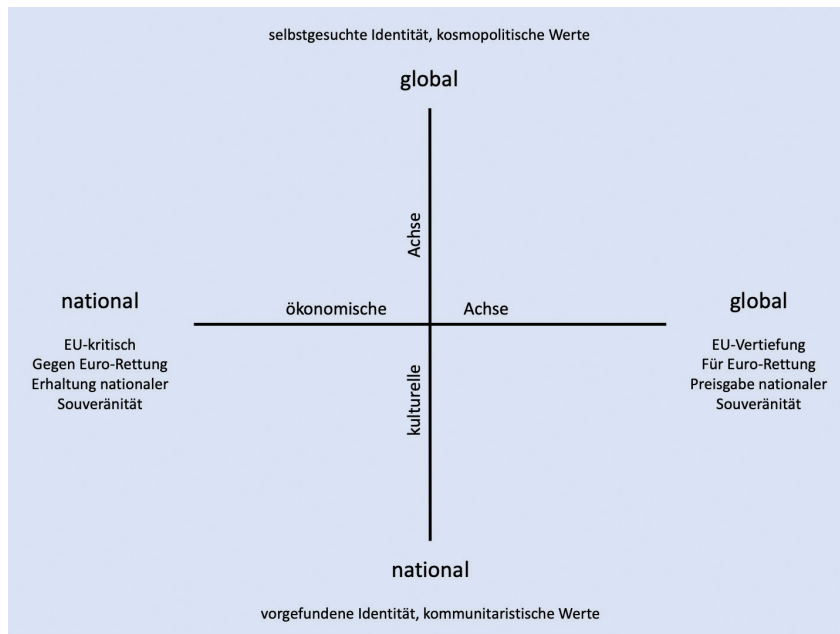 selbstgesuchte Identität, kosmopolitische Werte
global
Achse
national
ökonomische Achse
global
EU-kritisch
Gegen Euro-Rettung
Erhaltung nationaler
Souveränität
EU-Vertiefung
Für Euro-Rettung
Preisgabe nationaler
Souveränität
kulturelle
national
vorgefundene Identität, kommunitaristische Werte